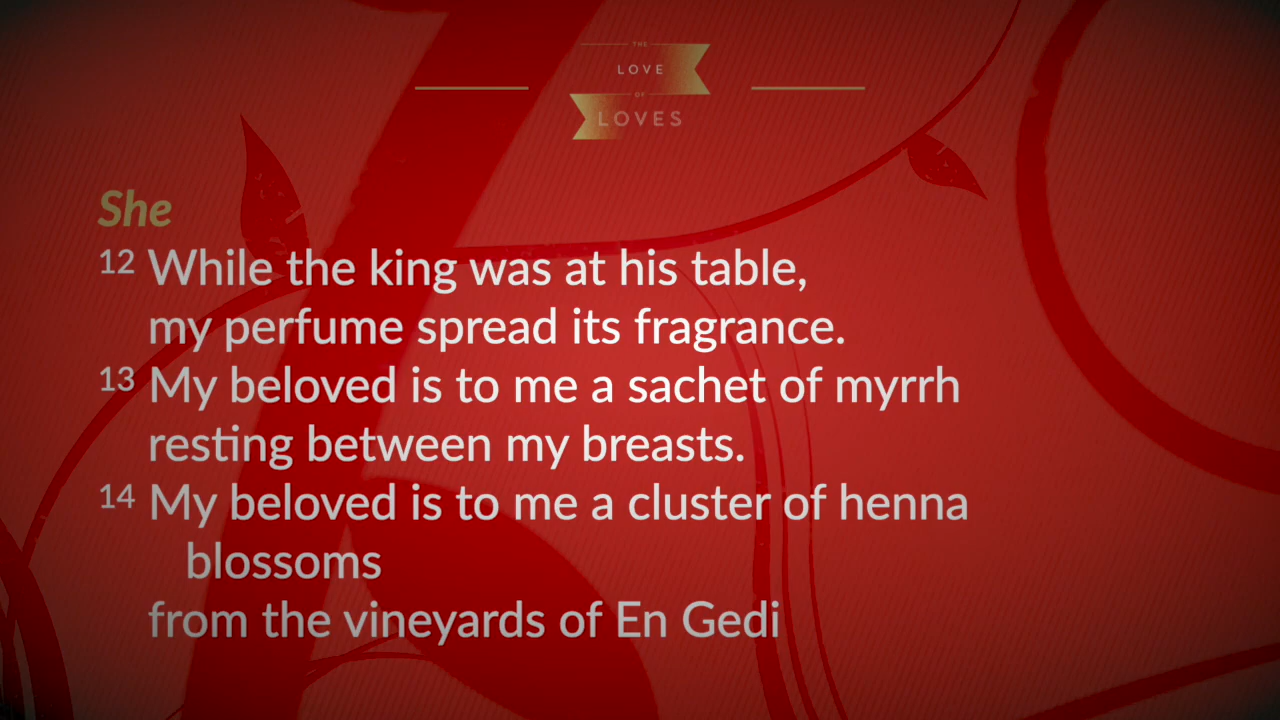 THE
LOVE
OF
LOVES
She
12 While the king was at his table,
my perfume spread its fragrance.
13 My beloved is to me a sachet of myrrh
resting between my breasts.
14 My beloved is to me a cluster of henna
blossoms
from the vineyards of En Gedi